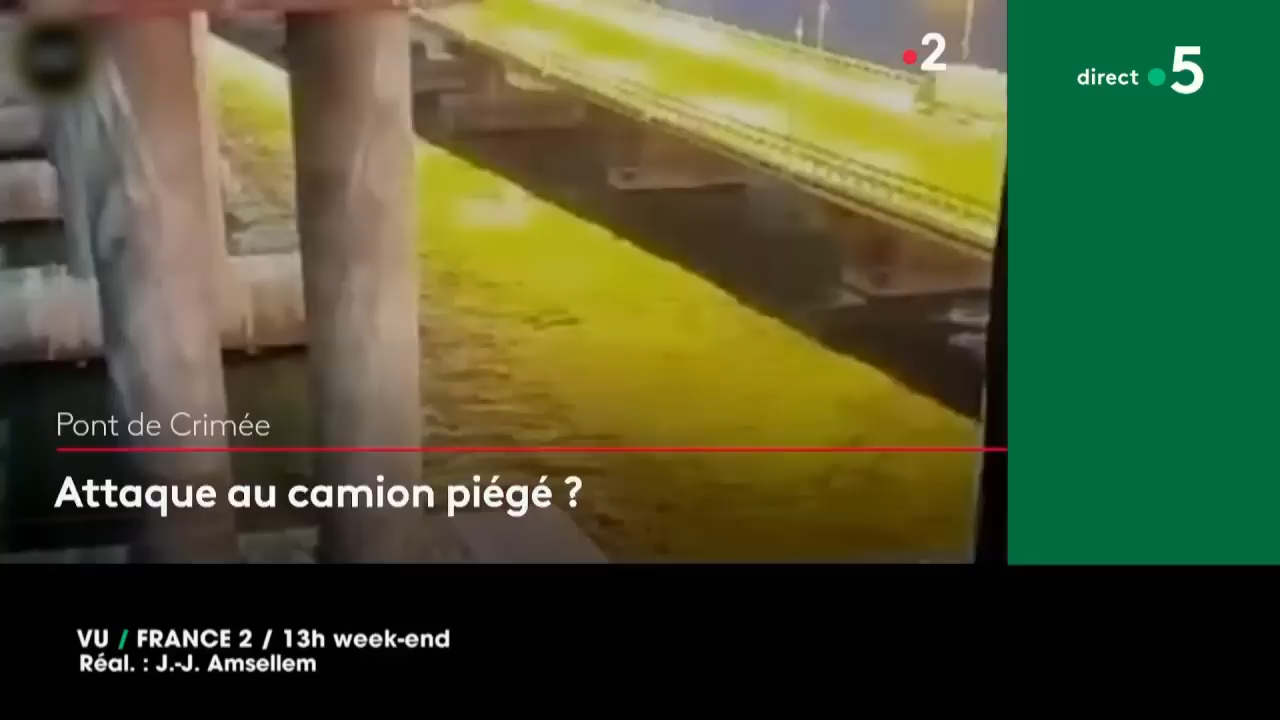 2
direct 5
Pont de Crimée
Attaque au camion piégé ?
VU / FRANCE 2 / 13h week-end
Réal. : J.-J. Amsellem